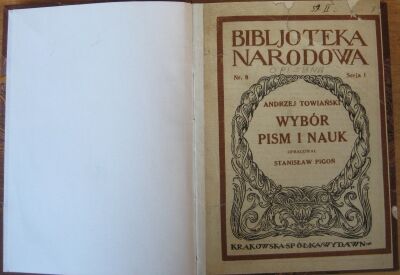 BIBLJOTEKA
NARODOWA
Nr. 8 Serja I
ANDRZEJ TOWIAŃSKI
WYBÓR
PISM I NAUK
OPRACOWAŁ
STANISŁAW PIGOŃ
KRAKOWSKA·SPÓŁKA·WYDAWN